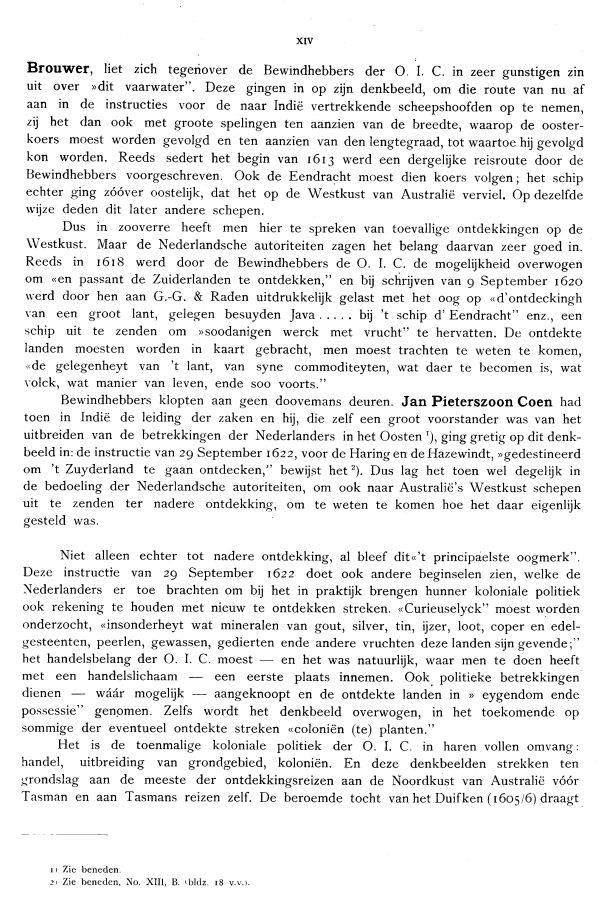 XIV
Brouwer, liet zich tegenover de Bewindhebbers der O. I. C. in zeer gunstigen zin
uit over »dit vaarwater". Deze gingen in op zijn denkbeeld, om die route van nu af
aan in de instructies voor de naar Indië vertrekkende scheepshoofden op te nemen,
zij het dan ook met groote spelingen ten aanzien van de breedte, waarop de ooster-
koers moest worden gevolgd en ten aanzien van den lengtegraad, tot waartoe hij gevolgd
kon worden. Reeds sedert het begin van 1613 werd een dergelijke reisroute door de
Bewindhebbers voorgeschreven. Ook de Eendracht moest dien koers volgen; het schip
echter ging zóóver oostelijk, dat het op de Westkust van Australië verviel. Op dezelfde
wijze deden dit later andere schepen.
Dus in zooverre heeft men hier te spreken van toevallige ontdekkingen op de
Westkust. Maar de Nederlandsche autoriteiten zagen het belang daarvan zeer goed in.
Reeds in 1618 werd door de Bewindhebbers de O. I. C. de mogelijkheid overwogen
om «en passant de Zuiderlanden te ontdekken," en bij schrijven van 9 September 1620
werd door hen aan G.-G. & Raden uitdrukkelijk gelast met het oog op «d'ontdeckingh
van een groot lant, gelegen besuyden Java ..... bij 't schip d' Eendracht" enz., een
schip uit te zenden om »soodanigen werck met vrucht" te hervatten. De ontdekte
landen moesten worden in kaart gebracht, men moest trachten te weten te komen,
«de gelegenheyt van 't lant, van syne commoditeyten, wat daer te becomen is, wat
volck, wat manier van leven, ende soo voorts."
Bewindhebbers klopten aan geen doovemans deuren. Jan Pieterszoon Coen had
toen in Indië de leiding der zaken en hij, die zelf een groot voorstander was van het
uitbreiden van de betrekkingen der Nederlanders in het Oosten ¹), ging gretig op dit denk-
beeld in: de instructie van 29 September 1622, voor de Haring en de Hazewindt, »gedestineerd
om 't Zuyderland te gaan ontdecken," bewijst het ²). Dus lag het toen wel degelijk in
de bedoeling der Nederlandsche autoriteiten, om ook naar Australië's Westkust schepen
uit te zenden ter nadere ontdekking, om te weten te komen hoe het daar eigenlijk
gesteld was.
Niet alleen echter tot nadere ontdekking, al bleef dit «'t principaelste oogmerk".
Deze instructie van 29 September 1622 doet ook andere beginselen zien, welke de
Nederlanders er toe brachten om bij het in praktijk brengen hunner koloniale politiek
ook rekening te houden met nieuw te ontdekken streken. «Curieuselyck" moest worden
onderzocht, «insonderheyt wat mineralen van gout, silver, tin, ijzer, loot, coper en edel-
gesteenten, peerlen, gewassen, gedierten ende andere vruchten deze landen sijn gevende;"
het handelsbelang der O. I. C. moest — en het was natuurlijk, waar men te doen heeft
met een handelslichaam — een eerste plaats innemen. Ook politieke betrekkingen
dienen — wáár mogelijk — aangeknoopt en de ontdekte landen in » eygendom ende
possessie" genomen. Zelfs wordt het denkbeeld overwogen, in het toekomende op
sommige der eventueel ontdekte streken «coloniën (te) planten."
Het is de toenmalige koloniale politiek der O. I. C. in haren vollen omvang:
handel, uitbreiding van grondgebied, koloniën. En deze denkbeelden strekken ten
grondslag aan de meeste der ontdekkingsreizen aan de Noordkust van Australië vóór
Tasman en aan Tasmans reizen zelf. De beroemde tocht van het Duifken (1605/6) draagt
1) Zie beneden.
2) Zie beneden, No. XIII, B. (bldz. 18 v.v.).